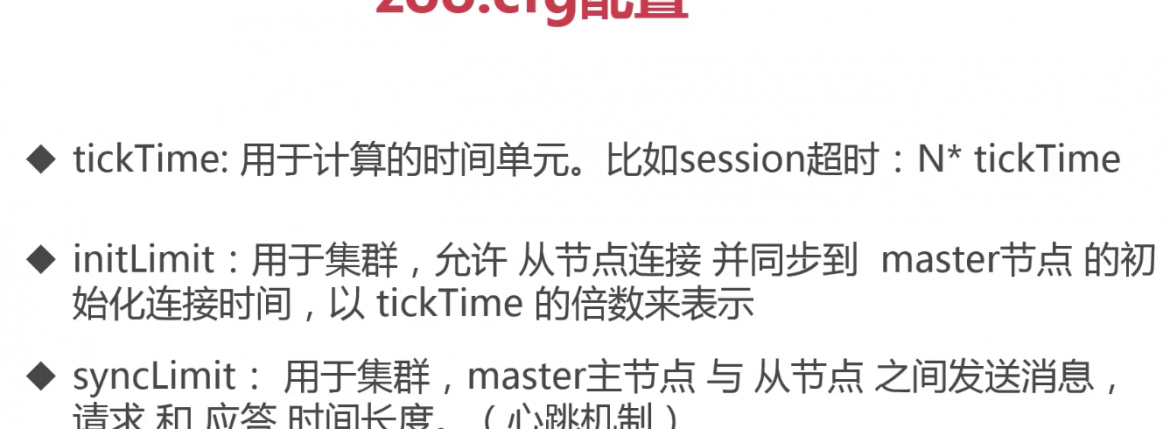 zoo.cfg配置
◆ tickTime: 用于计算的时间单元。比如session超时：N* tickTime
◆ initLimit：用于集群，允许 从节点连接 并同步到 master节点 的初
始化连接时间，以 tickTime 的倍数来表示
◆ syncLimit： 用于集群，master主节点 与 从节点 之间发送消息，
请求 和 应答 时间长度。（心跳机制）